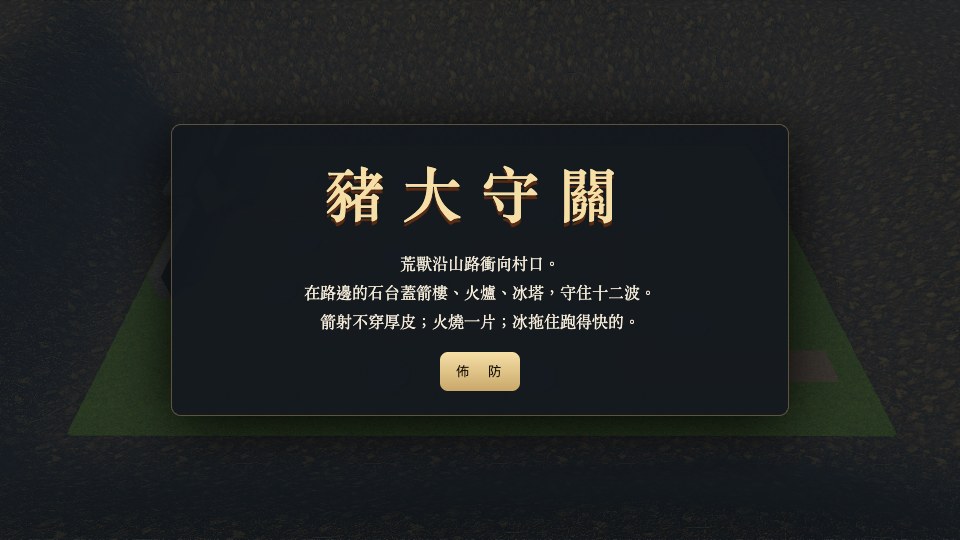 豬大守關
荒獸沿山路衝向村口。
在路邊的石台蓋箭樓、火爐、冰塔，守住十二波。
箭射不穿厚皮；火燒一片；冰拖住跑得快的。
佈 防